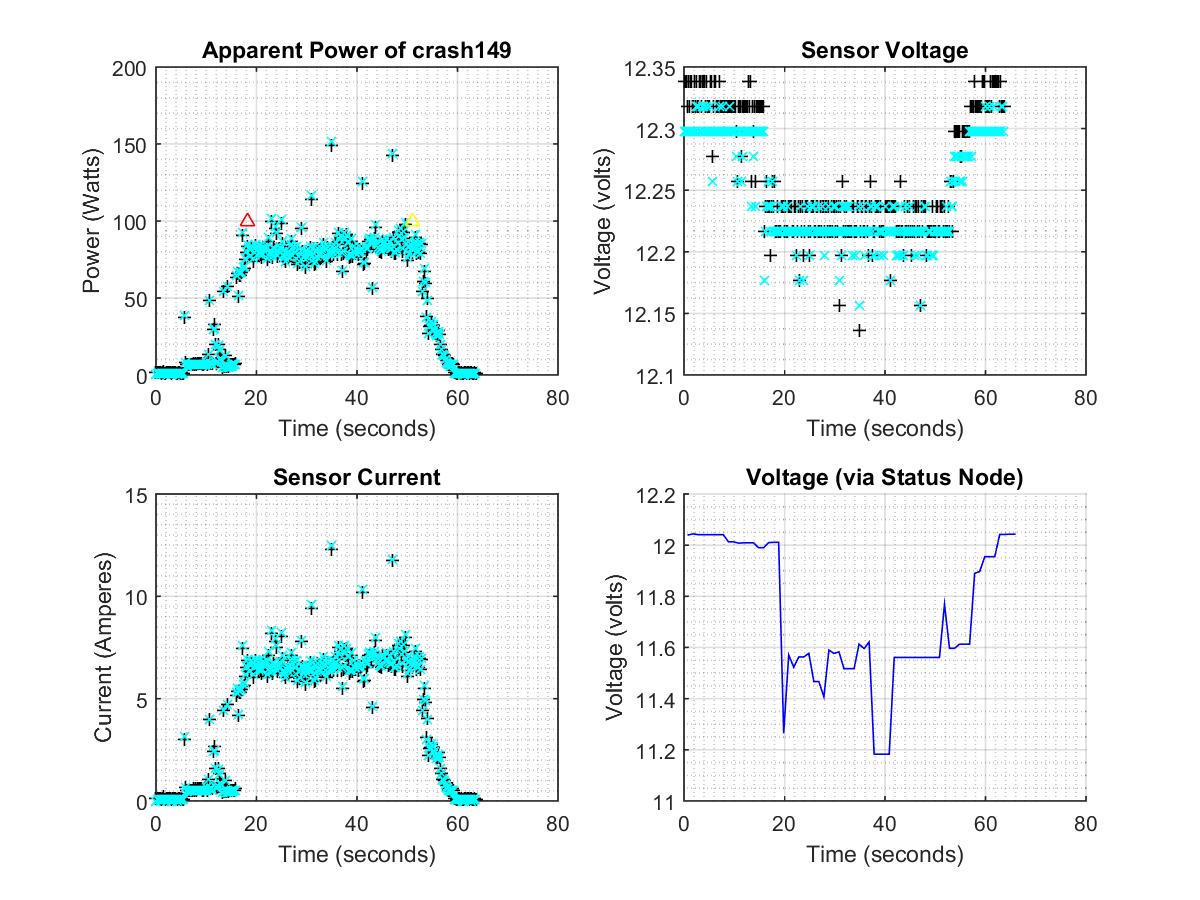 Apparent Power of crash149
200
150
100
50
0
Power (Watts)
0 20 40 60 80
Time (seconds)
Sensor Voltage
12.35
12.3
12.25
12.2
12.15
12.1
Voltage (volts)
0 20 40 60 80
Time (seconds)
Sensor Current
15
10
5
0
Current (Amperes)
0 20 40 60 80
Time (seconds)
Voltage (via Status Node)
12.2
12
11.8
11.6
11.4
11.2
11
Voltage (volts)
0 20 40 60 80
Time (seconds)